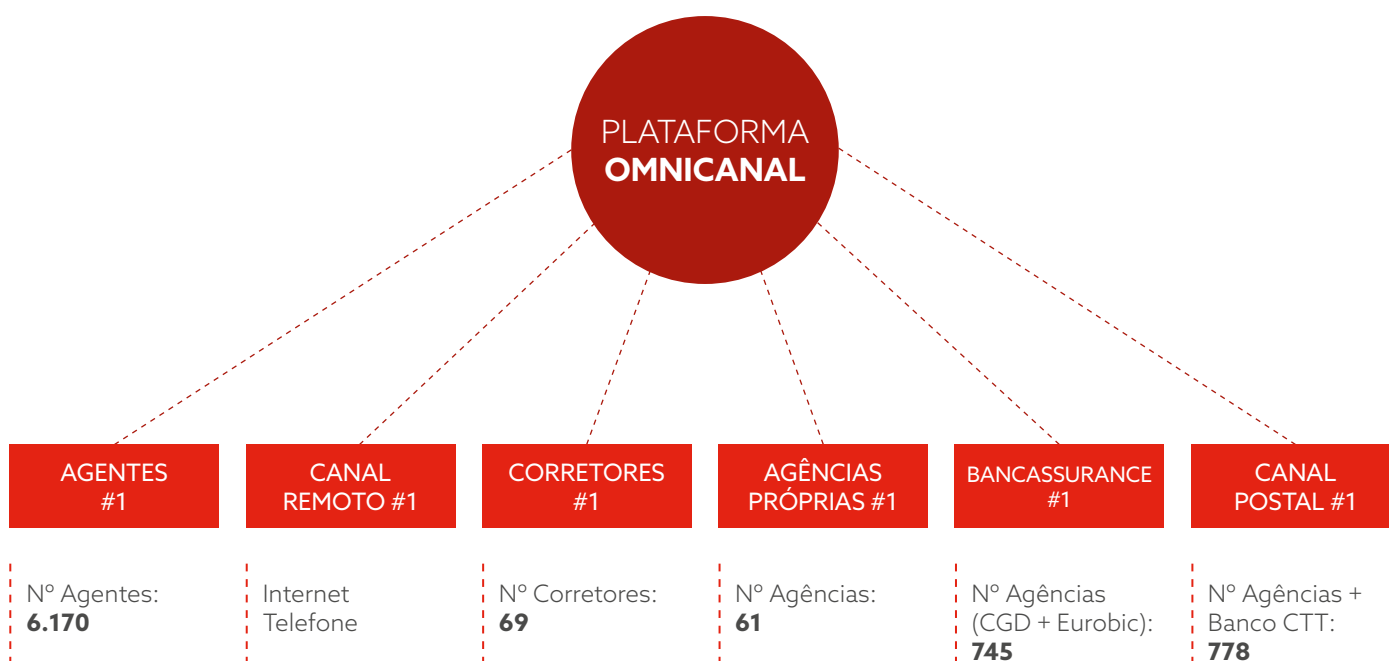 PLATAFORMA
OMNICANAL
AGENTES
#1
CANAL
REMOTO #1
CORRETORES
#1
AGÊNCIAS
PRÓPRIAS #1
BANCASSURANCE
#1
CANAL
POSTAL #1
Nº Agentes:
6.170
Internet
Telefone
Nº Corretores:
69
Nº Agências:
61
Nº Agências
(CGD + Eurobic):
745
Nº Agências +
Banco CTT:
778